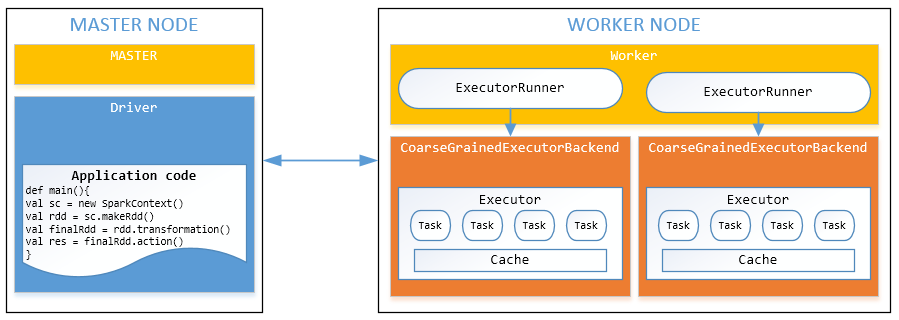 MASTER NODE
MASTER
Driver
Application code
def main(){
val sc = new SparkContext()
val rdd = sc.makeRdd()
val finalRdd = rdd.transformation()
val res = finalRdd.action()
}
WORKER NODE
Worker
ExecutorRunner
ExecutorRunner
CoarseGrainedExecutorBackend
Executor
Task Task Task Task
Cache
CoarseGrainedExecutorBackend
Executor
Task Task Task Task
Cache